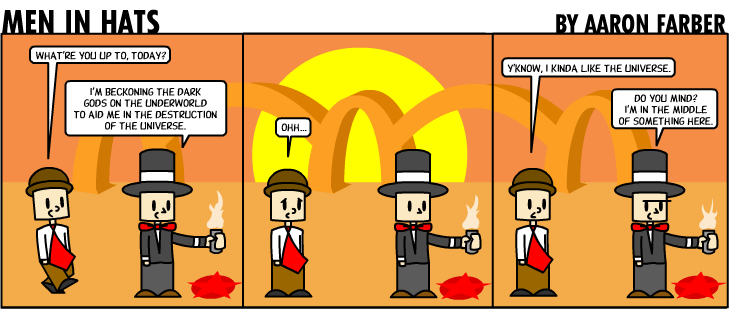 MEN IN HATS
BY AARON FARBER
WHAT'RE YOU UP TO, TODAY?
I'M BECKONING THE DARK
GODS ON THE UNDERWORLD
TO AID ME IN THE DESTRUCTION
OF THE UNIVERSE.
OHH...
Y'KNOW, I KINDA LIKE THE UNIVERSE.
DO YOU MIND?
I'M IN THE MIDDLE
OF SOMETHING HERE.